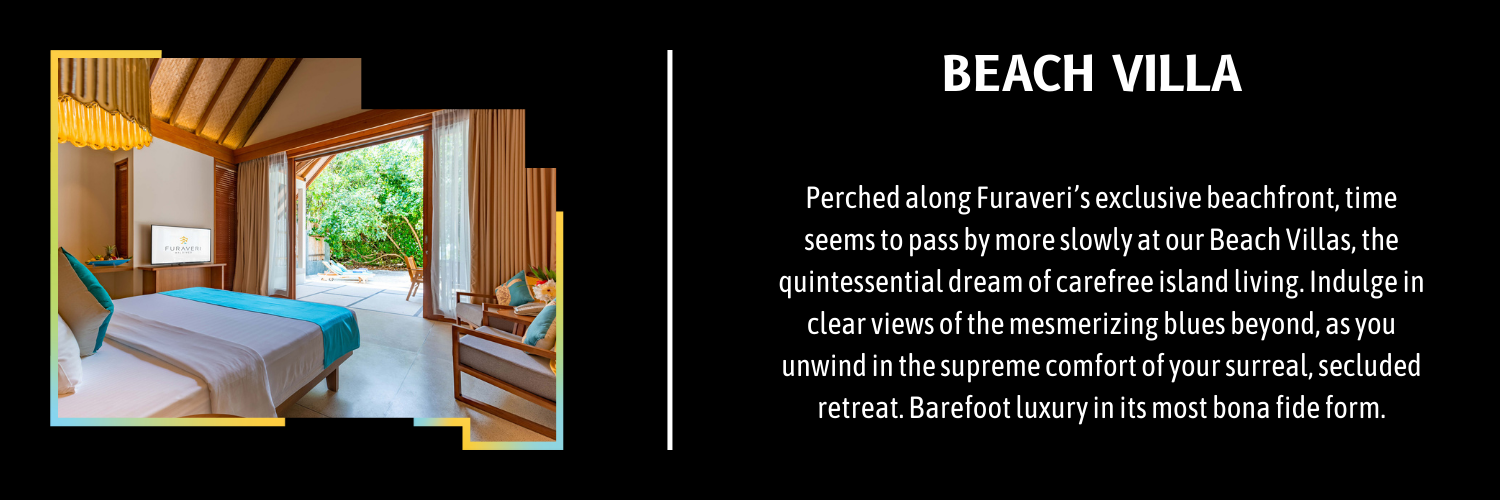 FURAVERI
BEACH VILLA
Perched along Furaveri’s exclusive beachfront, time
seems to pass by more slowly at our Beach Villas, the
quintessential dream of carefree island living. Indulge in
clear views of the mesmerizing blues beyond, as you
unwind in the supreme comfort of your surreal, secluded
retreat. Barefoot luxury in its most bona fide form.